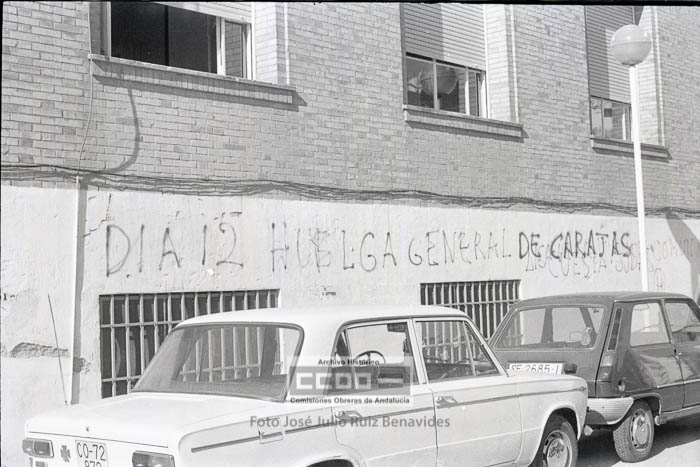 DIA 12 HUELGA GENERAL DE CARAJAS
SE-2685-I
Archivo Histórico
CCOO
Comisiones Obreras de Andalucía
Foto José Julio Ruiz Benavides
CO-72